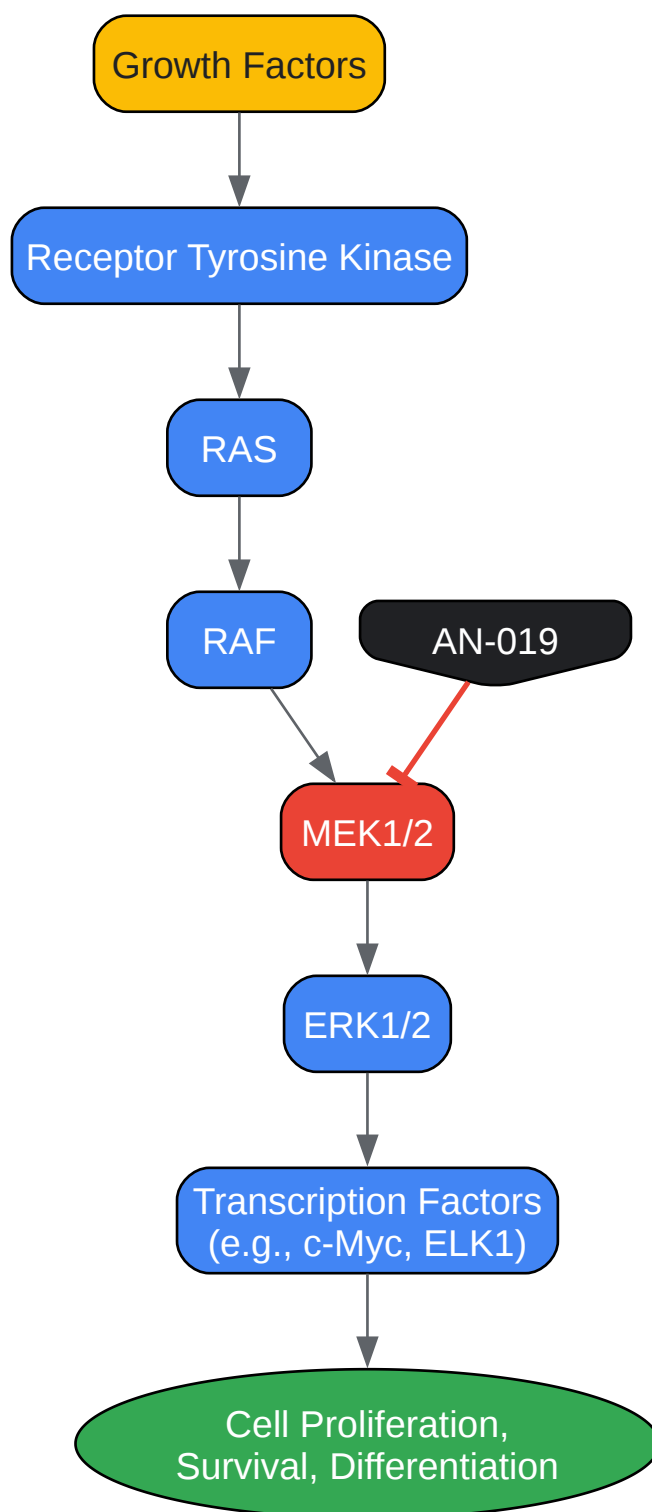 Growth Factors
Receptor Tyrosine Kinase
RAS
RAF
AN-019
MEK1/2
ERK1/2
Transcription Factors
(e.g., c-Myc, ELK1)
Cell Proliferation,
Survival, Differentiation